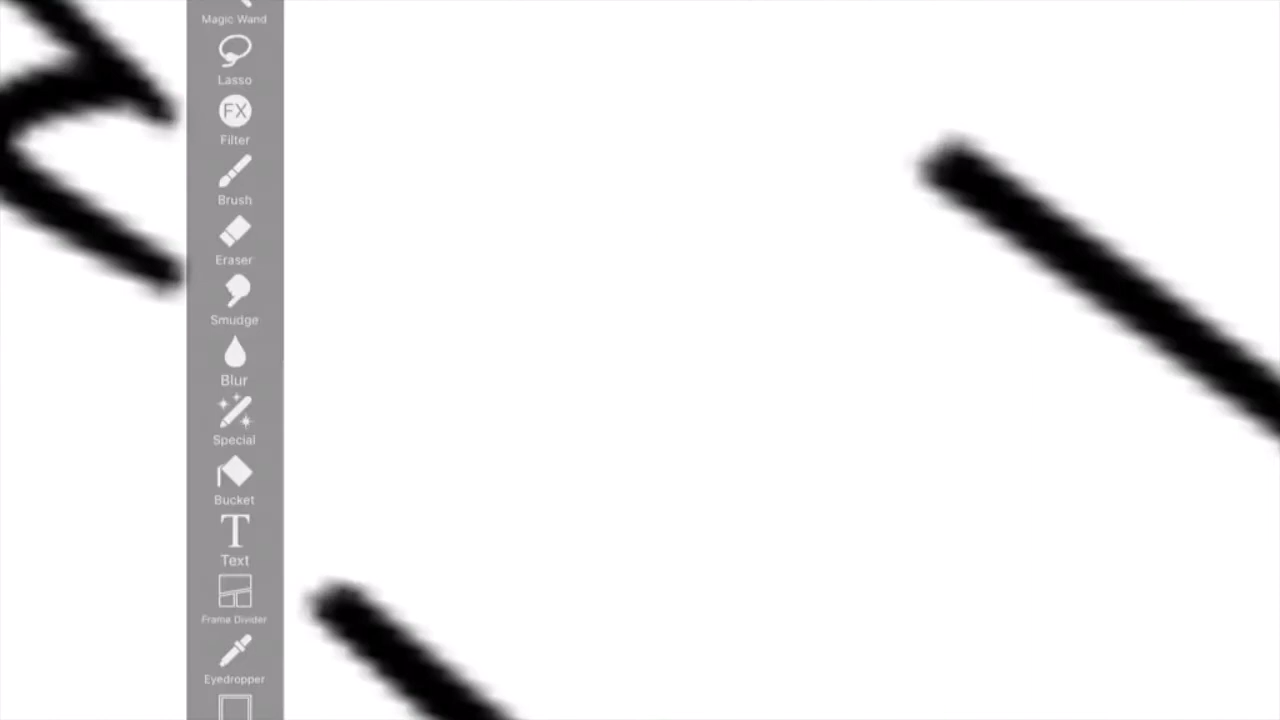 Magic Wand
Lasso
FX
Filter
Brush
Eraser
Smudge
Blur
Special
Bucket
T
Text
Frame Divider
Eyedropper